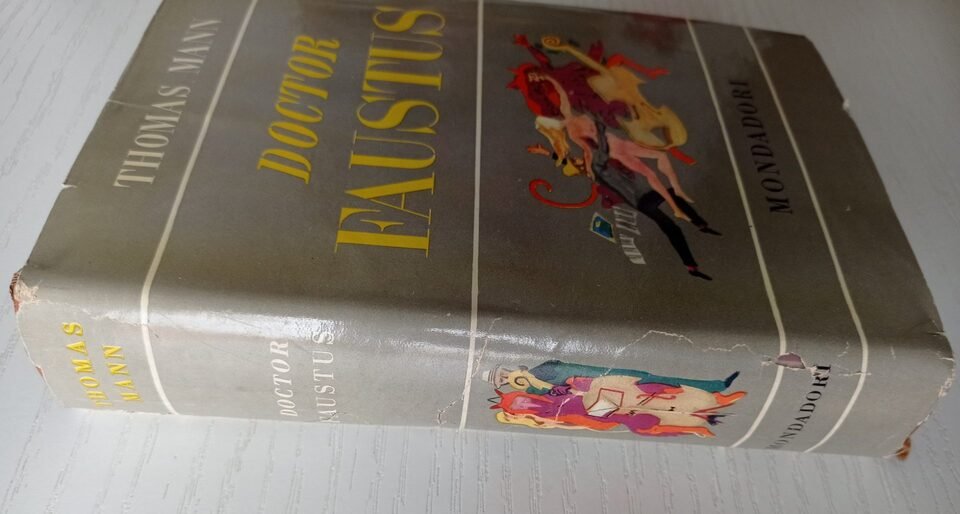 THOMAS MANN
DOCTOR
FAUSTUS
MONDADORI
THOMAS
MANN
DOCTOR
FAUSTUS
MONDADORI